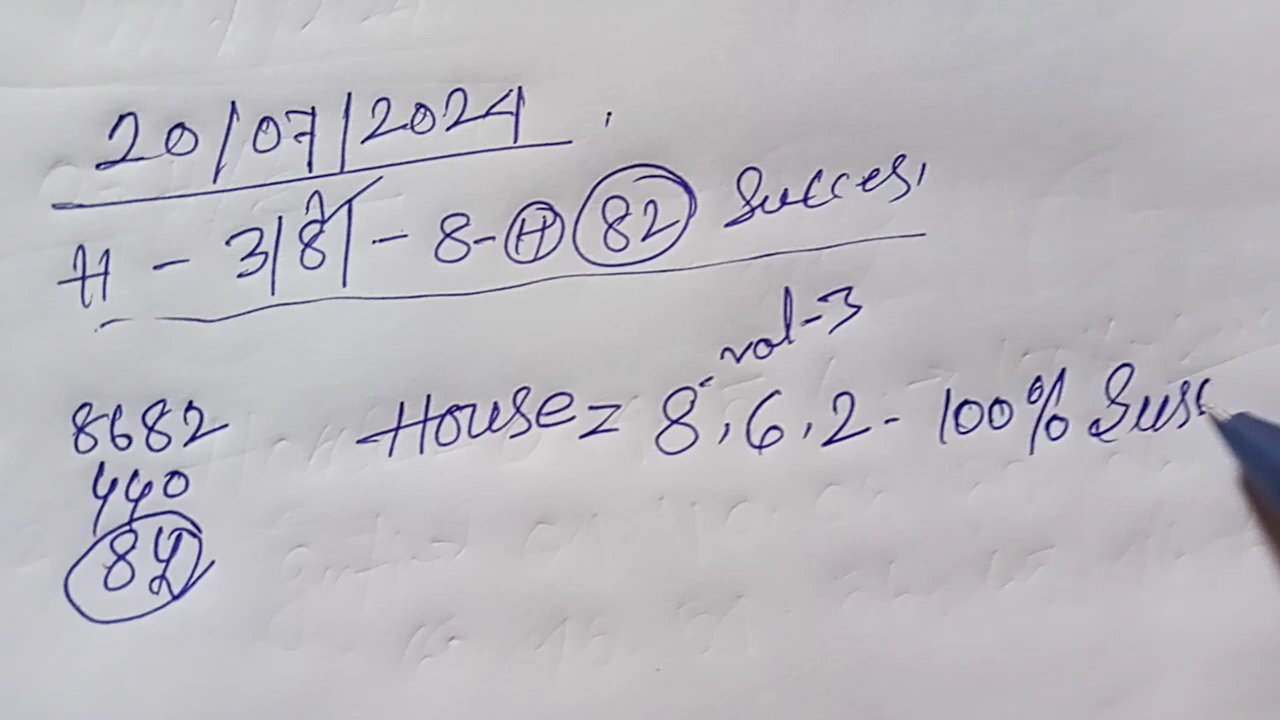 20/07/2024
H - 3/8/ - 8 - H 82 Succes,
vol-3
House = 8, 6, 2 - 100% Suss
8682
440
82